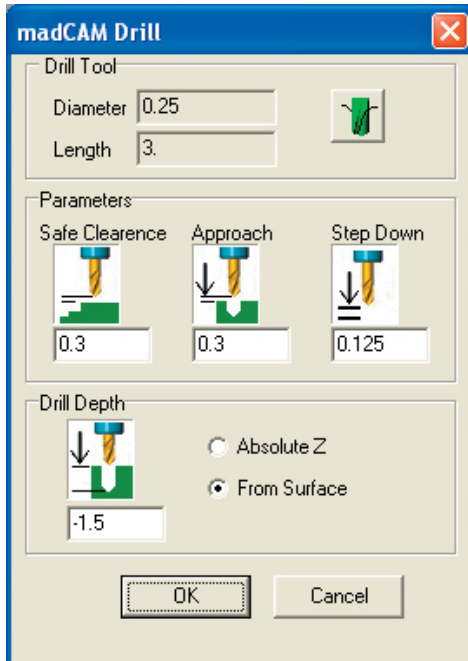 madCAM Drill
Drill Tool
Diameter 0.25
Length 3.
Parameters
Safe Clearence Approach Step Down
0.3 0.3 0.125
Drill Depth
Absolute Z
From Surface
-1.5
OK Cancel